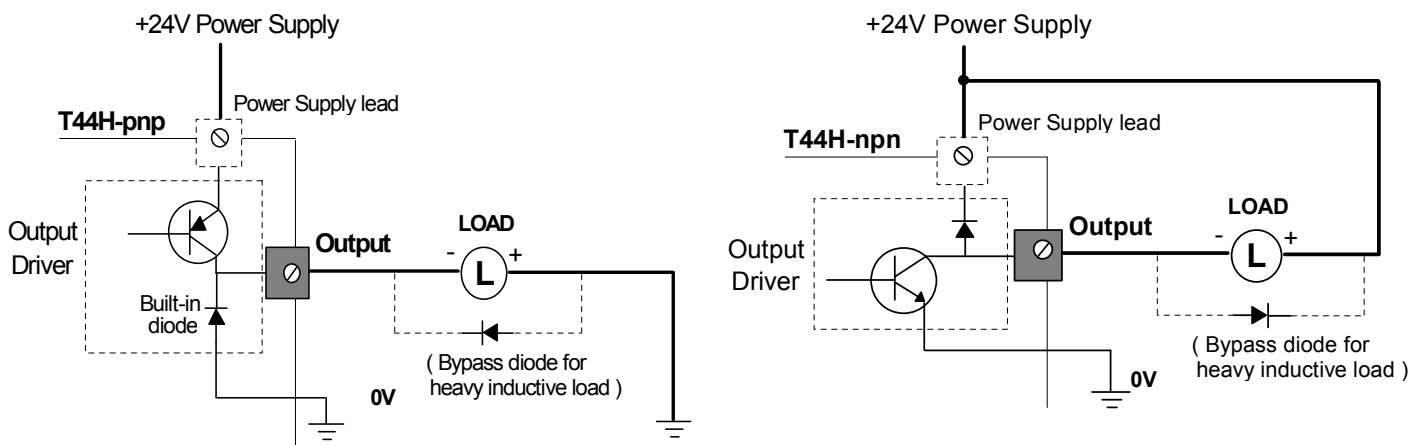 +24V Power Supply
Power Supply lead
T44H-pnp
Output
Driver
Output
LOAD
-
+
L
Built-in
diode
( Bypass diode for
heavy inductive load )
0V
+24V Power Supply
Power Supply lead
T44H-npn
Output
Driver
Output
LOAD
-
+
L
( Bypass diode for
heavy inductive load )
0V